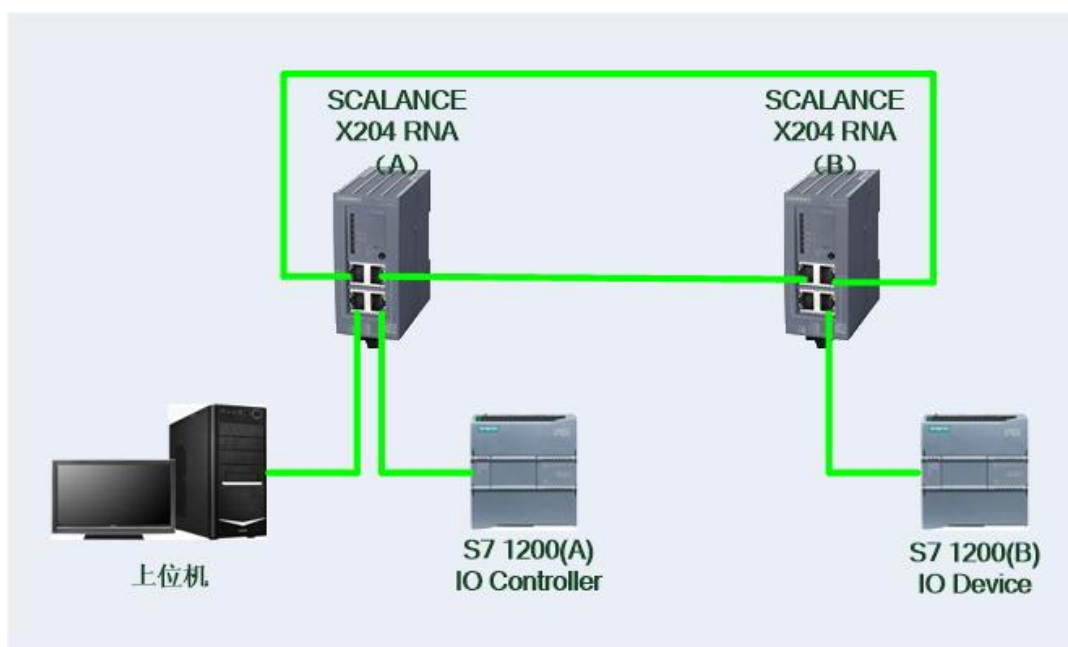 SCALANCE
X204 RNA
（A）
SCALANCE
X204 RNA
（B）
上位机
S7 1200(A)
IO Controller
S7 1200(B)
IO Device